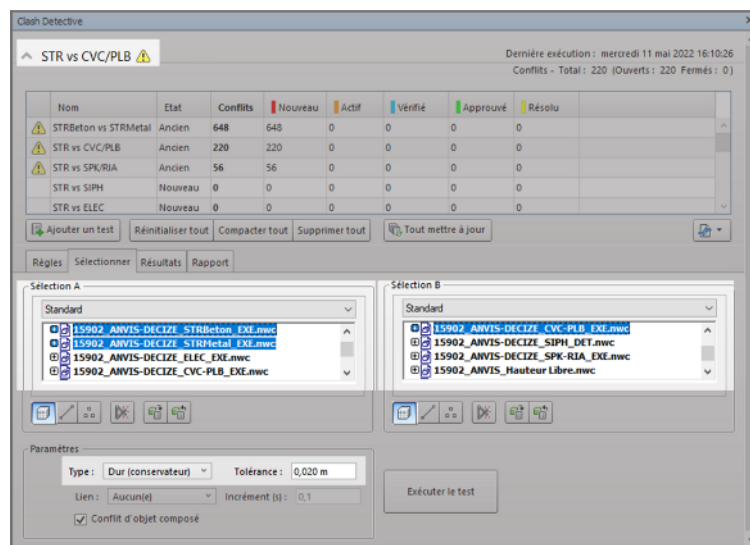 Clash Detective
STR vs CVC/PLB
Dernière exécution : mercredi 11 mai 2022 16:10:26
Conflits - Total : 220 (Ouverts : 220 Fermés : 0)
Nom Etat Conflits Nouveau Actif Vérifié Approuvé Résolu
STRBeton vs STRMetal Ancien 648 648 0 0 0 0
STR vs CVC/PLB Ancien 220 220 0 0 0 0
STR vs SPK/RIA Ancien 56 56 0 0 0 0
STR vs SIPH Nouveau 0 0 0 0 0 0
STR vs ELEC Nouveau 0 0 0 0 0 0
Ajouter un test Réinitialiser tout Compacter tout Supprimer tout Tout mettre à jour
Règles Sélectionner Résultats Rapport
Sélection A
Standard
15902_ANVIS-DECIZE_STRBeton_EXE.nwc
15902_ANVIS-DECIZE_STRMetal_EXE.nwc
15902_ANVIS-DECIZE_ELEC_EXE.nwc
15902_ANVIS-DECIZE_CVC-PLB_EXE.nwc
Sélection B
Standard
15902_ANVIS-DECIZE_CVC-PLB_EXE.nwc
15902_ANVIS-DECIZE_SIPH_DET.nwc
15902_ANVIS-DECIZE_SPK-RIA_EXE.nwc
15902_ANVIS_Hauteur Libre.nwc
Paramètres
Type : Dur (conservateur) Tolérance : 0,020 m
Lien : Aucun(e) Incrément (s) : 0,1
Conflit d'objet composé
Exécuter le test